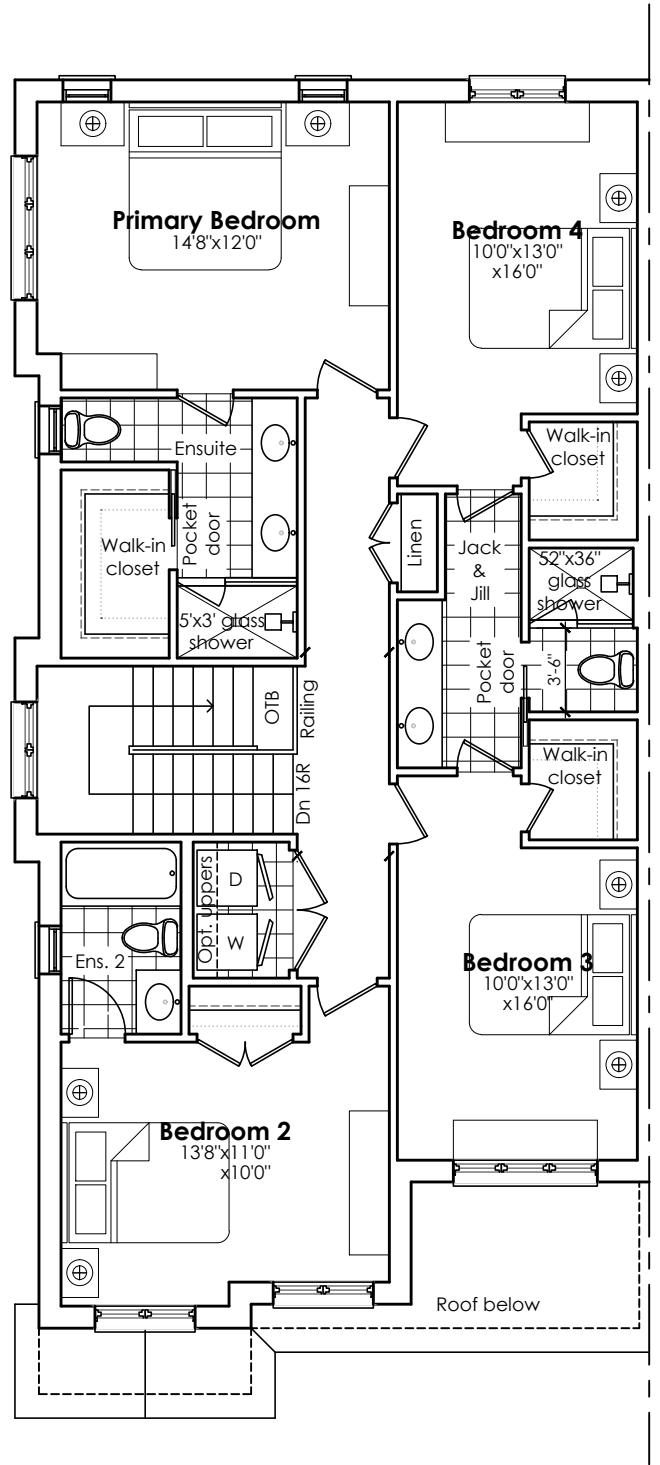 Primary Bedroom
14'8"x12'0"
Bedroom 4
10'0"x13'0"
x16'0"
Ensuite
Walk-in
closet
Pocket
door
Walk-in
closet
Linen
Jack
&
Jill
52"x36"
glass
shower
5'x3' glass
shower
3'-6"
Pocket
door
OTB
Railing
Dn 16R
Walk-in
closet
Opt. uppers
D
W
Ens. 2
Bedroom 3
10'0"x13'0"
x16'0"
Bedroom 2
13'8"x11'0"
x10'0"
Roof below